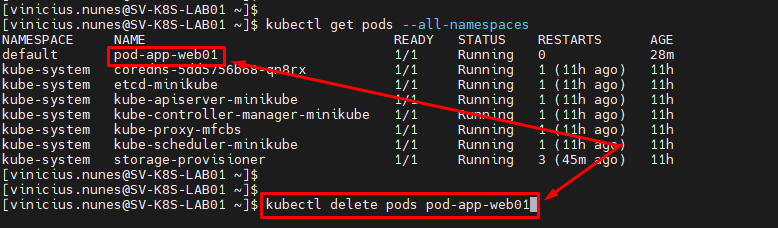 [vinicius.nunes@SV-K8S-LAB01 ~]$
[vinicius.nunes@SV-K8S-LAB01 ~]$ kubectl get pods --all-namespaces
NAMESPACE NAME READY STATUS RESTARTS AGE
default pod-app-web01 1/1 Running 0 28m
kube-system coredns-5dd5756b68-qn8rx 1/1 Running 1 (11h ago) 11h
kube-system etcd-minikube 1/1 Running 1 (11h ago) 11h
kube-system kube-apiserver-minikube 1/1 Running 1 (11h ago) 11h
kube-system kube-controller-manager-minikube 1/1 Running 1 (11h ago) 11h
kube-system kube-proxy-mfcbs 1/1 Running 1 (11h ago) 11h
kube-system kube-scheduler-minikube 1/1 Running 1 (11h ago) 11h
kube-system storage-provisioner 1/1 Running 3 (45m ago) 11h
[vinicius.nunes@SV-K8S-LAB01 ~]$
[vinicius.nunes@SV-K8S-LAB01 ~]$
[vinicius.nunes@SV-K8S-LAB01 ~]$ kubectl delete pods pod-app-web01